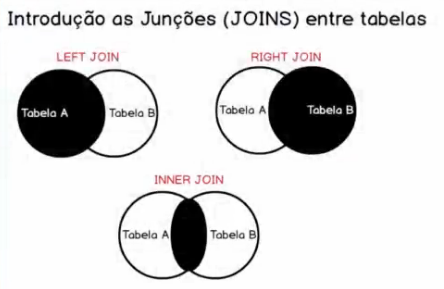 Introdução as Junções (JOINS) entre tabelas
LEFT JOIN
RIGHT JOIN
Tabela A
Tabela B
Tabela A
Tabela B
INNER JOIN
Tabela A
Tabela B